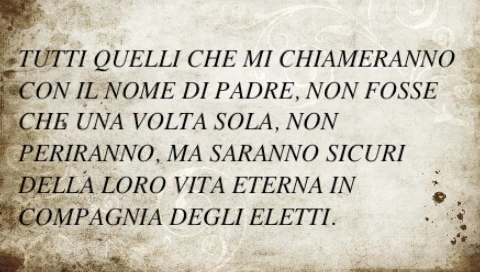 TUTTI QUELLI CHE MI CHIAMERANNO
CON IL NOME DI PADRE, NON FOSSE
CHE UNA VOLTA SOLA, NON
PERIRANNO, MA SARANNO SICURI
DELLA LORO VITA ETERNA IN
COMPAGNIA DEGLI ELETTI.